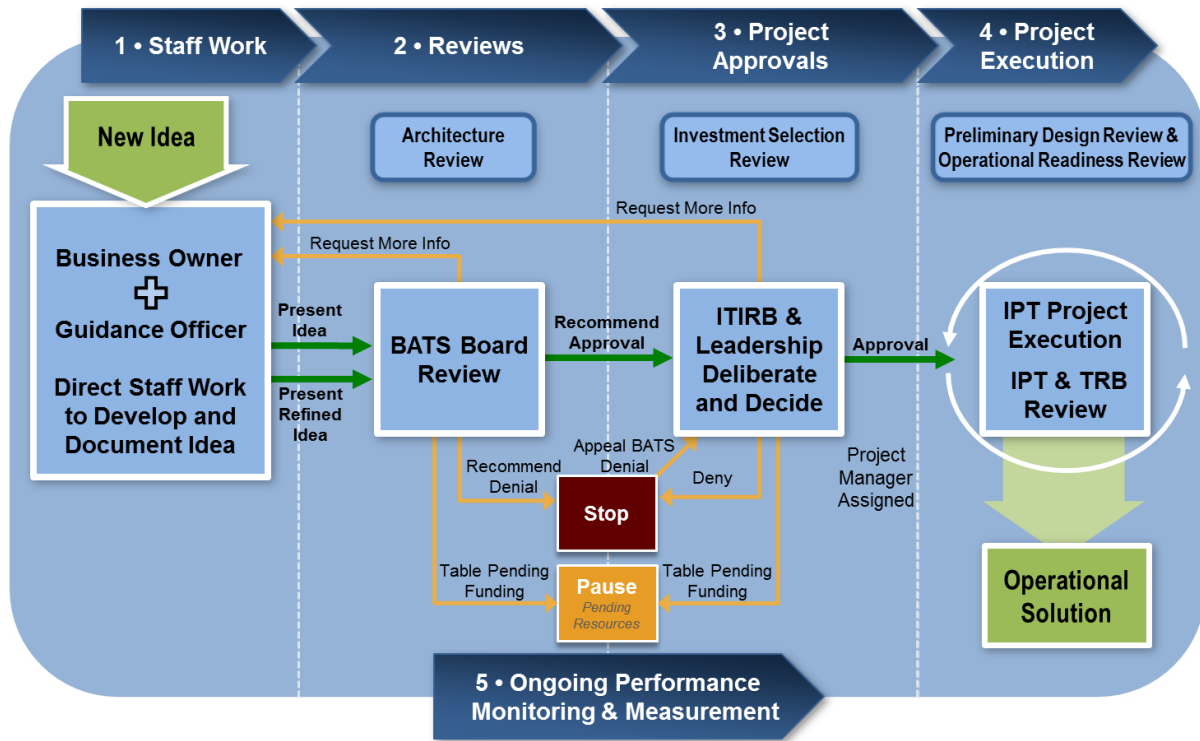 1 • Staff Work
2 • Reviews
3 • Project
Approvals
4 • Project
Execution
New Idea
Architecture
Review
Investment Selection
Review
Preliminary Design Review &
Operational Readiness Review
Request More Info
Request More Info
Business Owner
Guidance Officer
Direct Staff Work
to Develop and
Document Idea
Present
Idea
Present
Refined
Idea
BATS Board
Review
Recommend
Approval
ITIRB &
Leadership
Deliberate
and Decide
Approval
IPT Project
Execution
IPT & TRB
Review
Recommend
Denial
Appeal BATS
Denial
Deny
Stop
Project
Manager
Assigned
Table Pending
Funding
Pause
Pending
Resources
Table Pending
Funding
Operational
Solution
5 • Ongoing Performance
Monitoring & Measurement